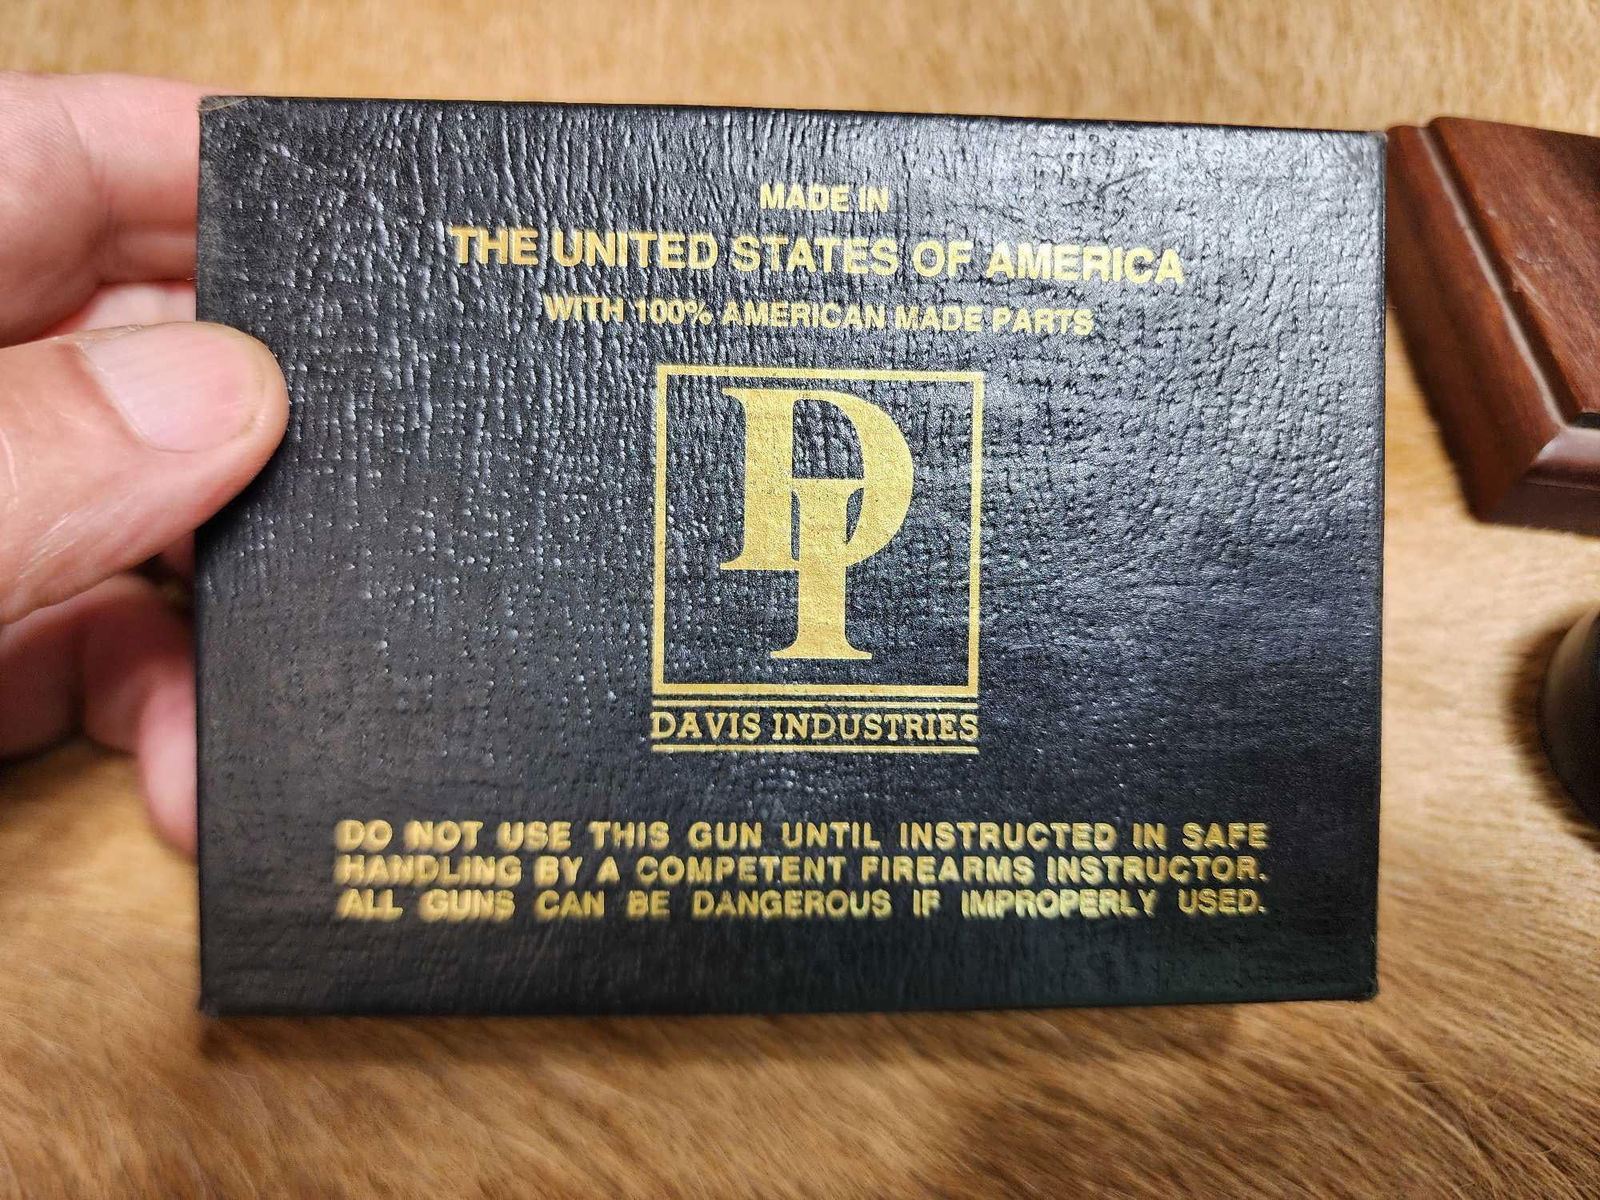 MADE IN
THE UNITED STATES OF AMERICA
WITH 100% AMERICAN MADE PARTS
DI
DAVIS INDUSTRIES
DO NOT USE THIS GUN UNTIL INSTRUCTED IN SAFE
HANDLING BY A COMPETENT FIREARMS INSTRUCTOR.
ALL GUNS CAN BE DANGEROUS IF IMPROPERLY USED.